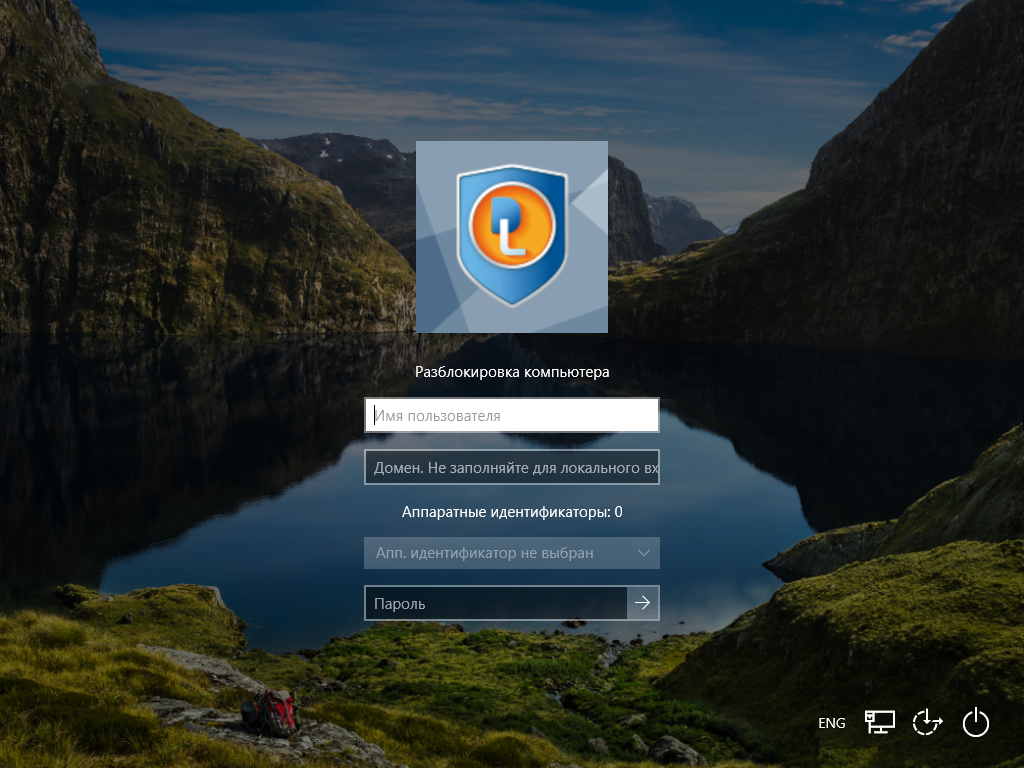 DL
Разблокировка компьютера
Имя пользователя
Домен. Не заполняйте для локального вх
Аппаратные идентификаторы: 0
Апп. идентификатор не выбран
Пароль
ENG